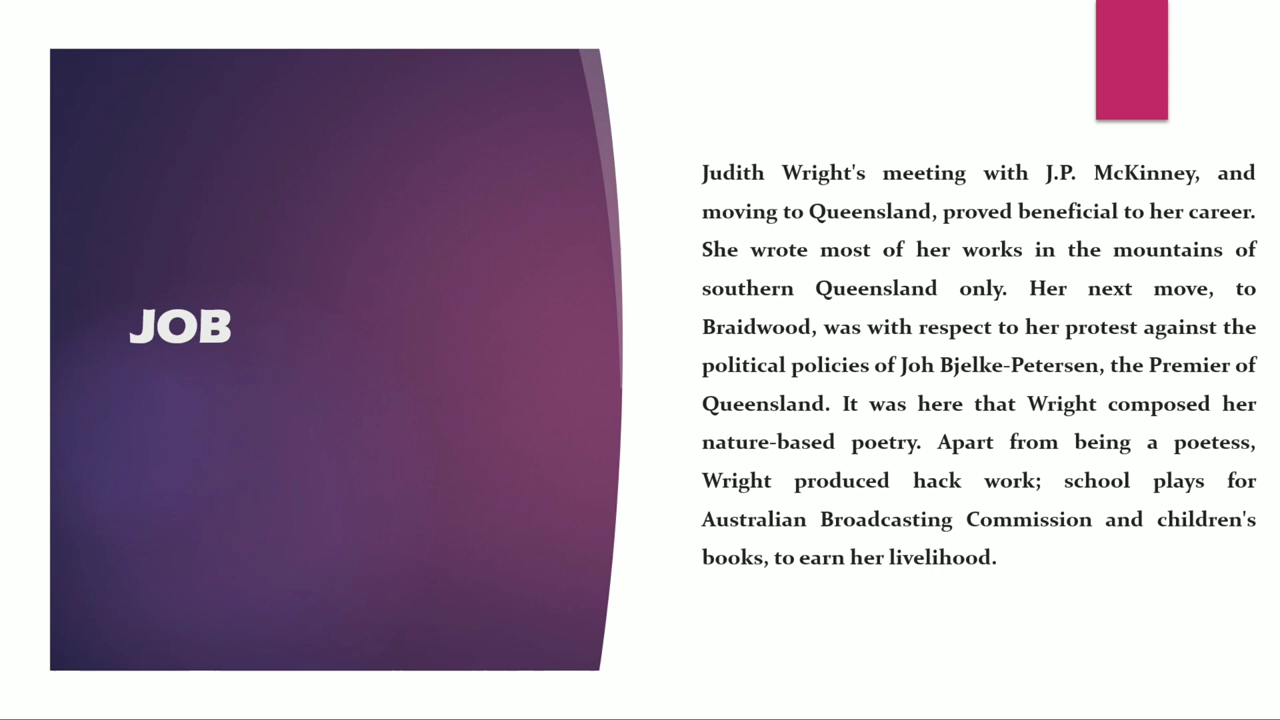 JOB
Judith Wright's meeting with J.P. McKinney, and
moving to Queensland, proved beneficial to her career.
She wrote most of her works in the mountains of
southern Queensland only. Her next move, to
Braidwood, was with respect to her protest against the
political policies of Joh Bjelke-Petersen, the Premier of
Queensland. It was here that Wright composed her
nature-based poetry. Apart from being a poetess,
Wright produced hack work; school plays for
Australian Broadcasting Commission and children's
books, to earn her livelihood.